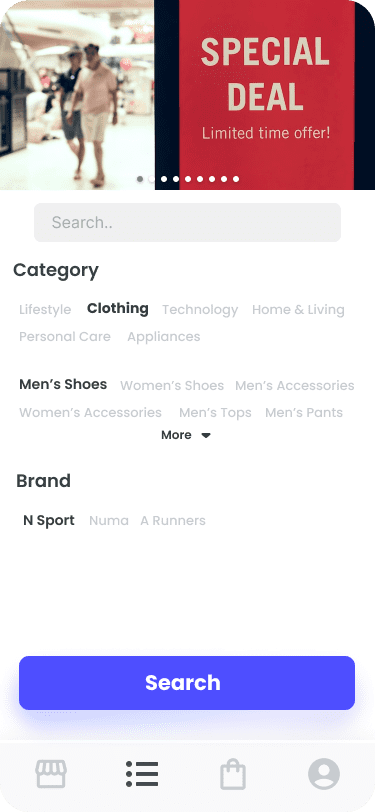 SPECIAL
DEAL
Limited time offer!
Search..
Category
Lifestyle Clothing Technology Home & Living
Personal Care Appliances
Men's Shoes Women's Shoes Men's Accessories
Women's Accessories Men's Tops Men's Pants
More
Brand
N Sport Numa A Runners
Search